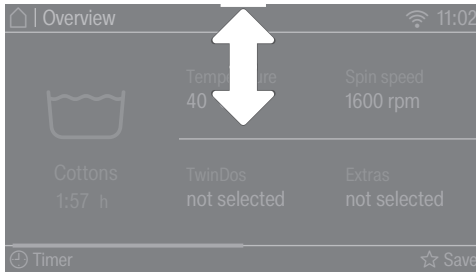 Overview 11:02
Temperature Spin speed
40 1600 rpm
Cottons
1:57 h
TwinDos Extras
not selected not selected
Timer Save